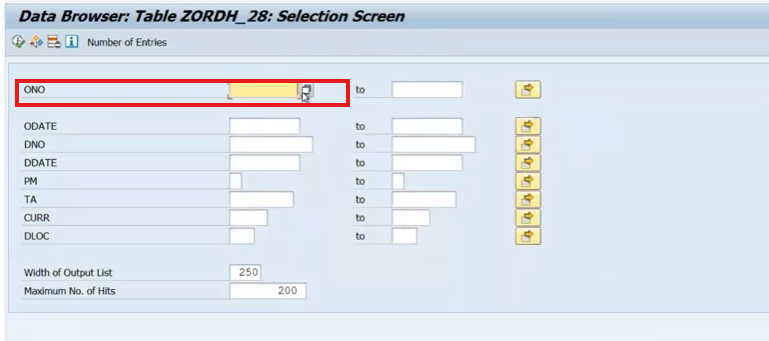 Data Browser: Table ZORDH_28: Selection Screen
Number of Entries
ONO to
ODATE to
DNO to
DDATE to
PM to
TA to
CURR to
DLOC to
Width of Output List 250
Maximum No. of Hits 200